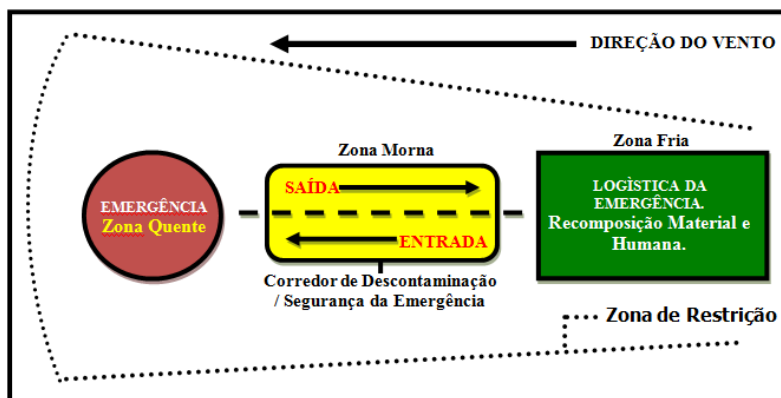 DIREÇÃO DO VENTO
Zona Morna
Zona Fria
EMERGÊNCIA
Zona Quente
SAÍDA
ENTRADA
LOGÌSTICA DA
EMERGÊNCIA.
Recomposição Material e
Humana.
Corredor de Descontaminação
/ Segurança da Emergência
Zona de Restrição